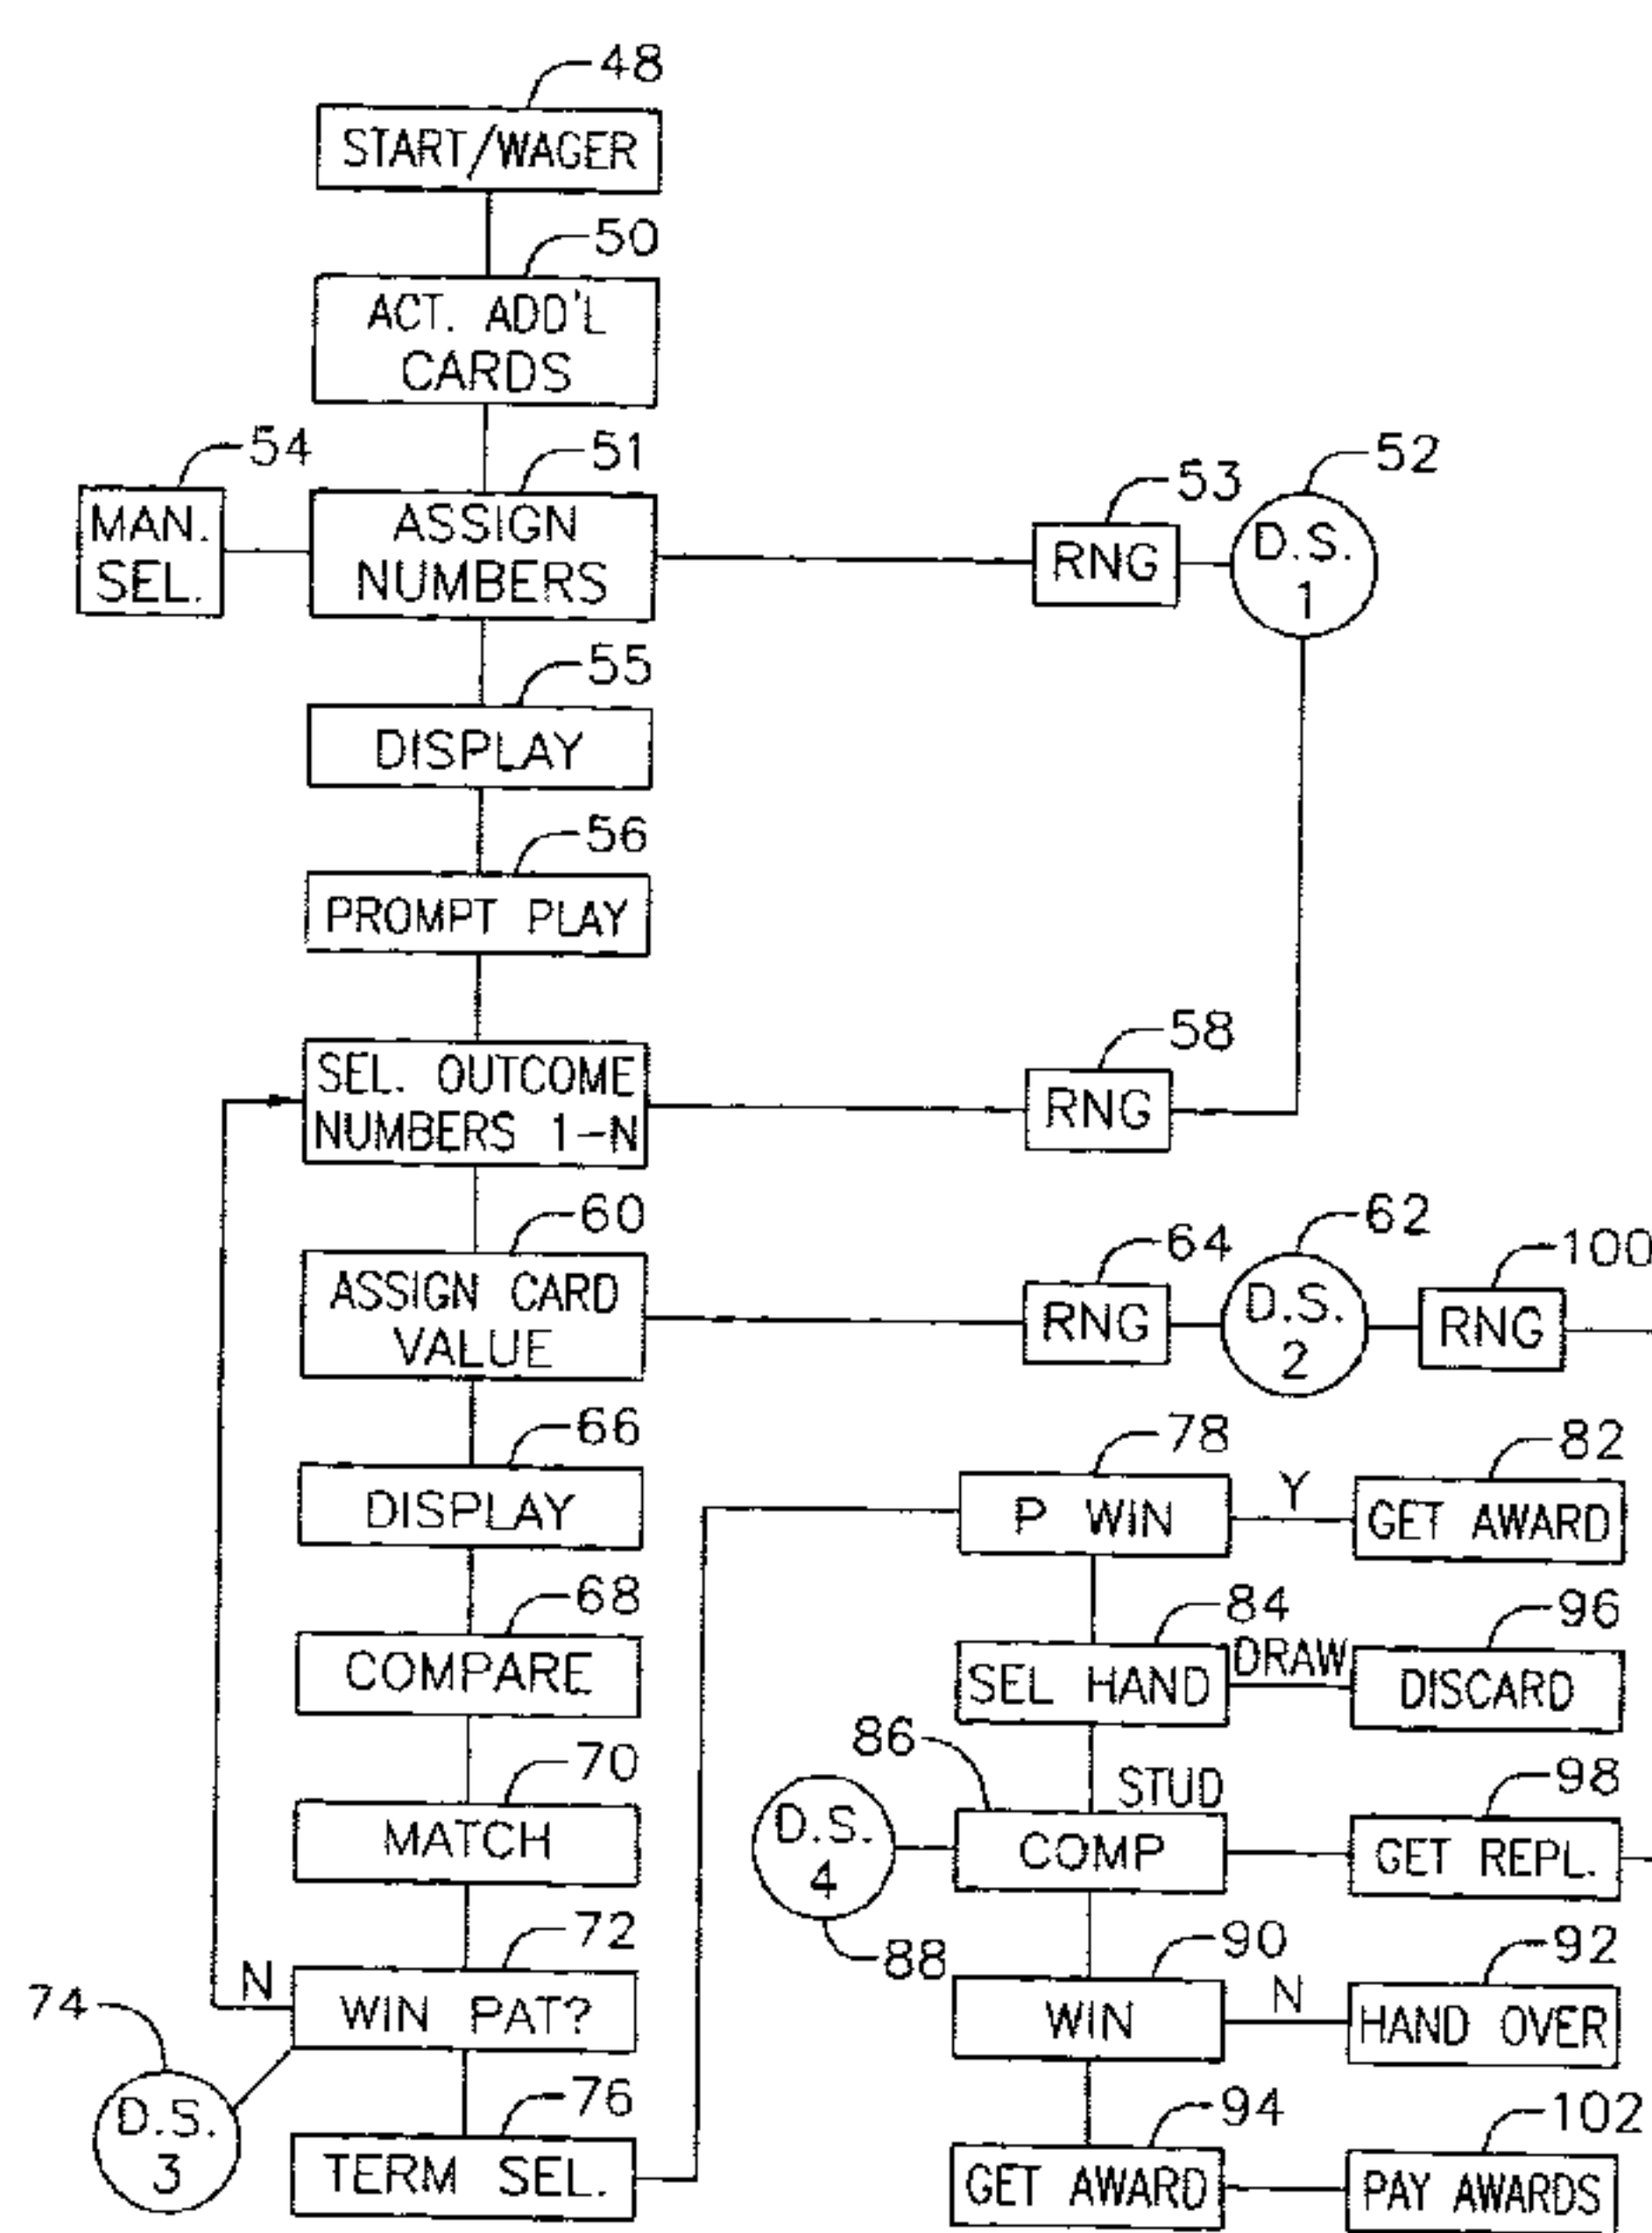 48
START/WAGER
50
ACT. ADD'L
CARDS
54
51
53
52
MAN.
SEL.
ASSIGN
NUMBERS
RNG
D.S.
1
55
DISPLAY
56
PROMPT PLAY
58
SEL. OUTCOME
NUMBERS 1-N
RNG
60
64
62
100
ASSIGN CARD
VALUE
RNG
D.S.
2
RNG
66
78
82
DISPLAY
P WIN
Y
GET AWARD
68
84
96
COMPARE
SEL HAND
DRAW
DISCARD
70
86
STUD
98
MATCH
D.S.
4
COMP
GET REPL.
72
88
90
92
74
N
WIN PAT?
WIN
N
HAND OVER
76
94
102
D.S.
3
TERM SEL.
GET AWARD
PAY AWARDS